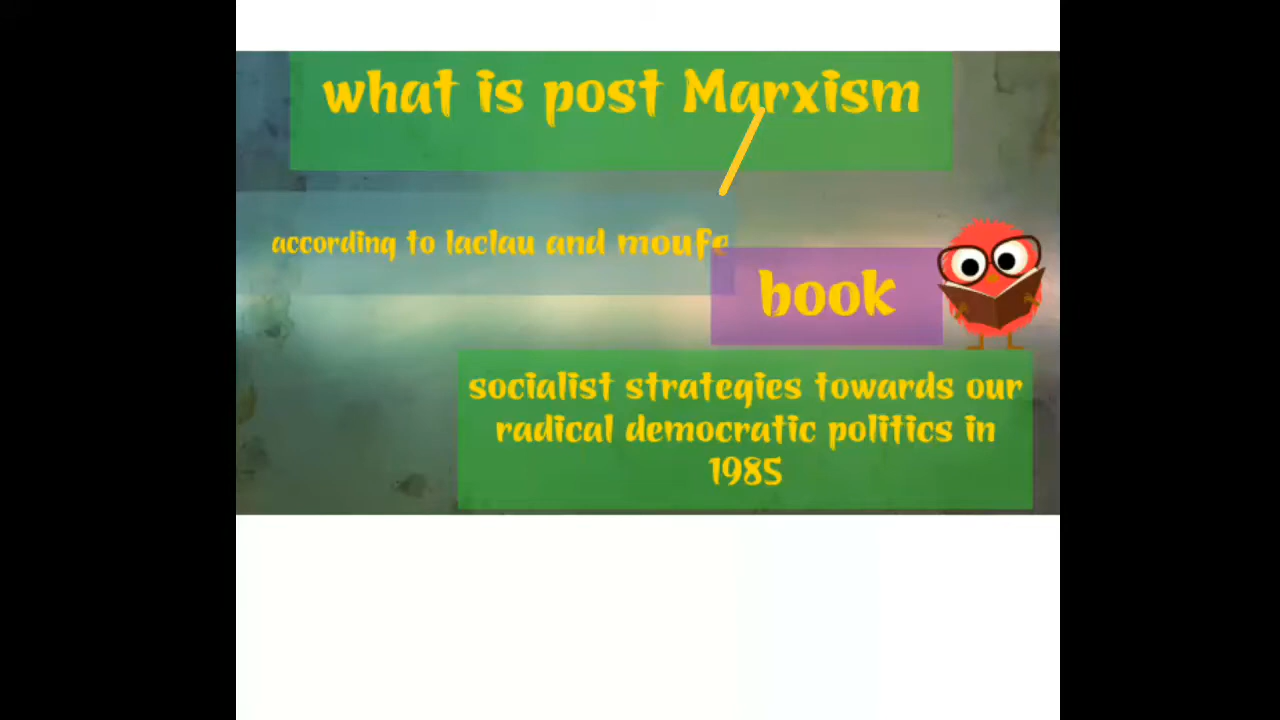 what is post Marxism
according to laclau and moufe
book
socialist strategies towards our
radical democratic politics in
1985